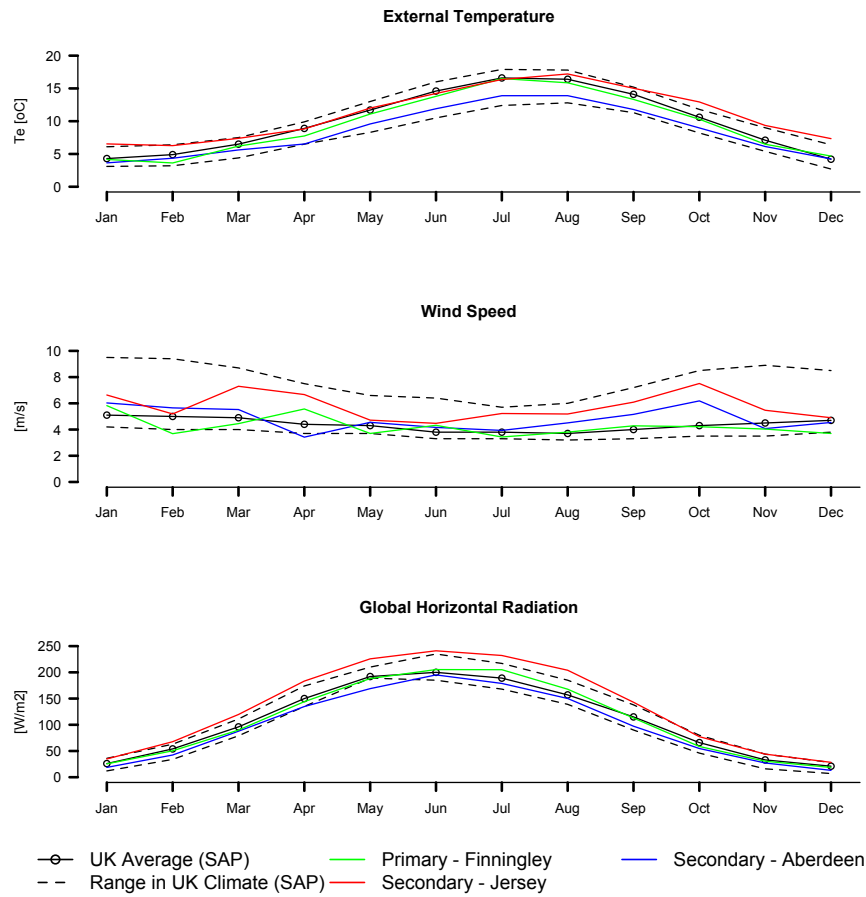 External Temperature
Te [oC]
20
15
10
5
0
Jan Feb Mar Apr May Jun Jul Aug Sep Oct Nov Dec
Wind Speed
[m/s]
10
8
6
4
2
0
Jan Feb Mar Apr May Jun Jul Aug Sep Oct Nov Dec
Global Horizontal Radiation
[W/m2]
250
200
150
100
50
0
Jan Feb Mar Apr May Jun Jul Aug Sep Oct Nov Dec
UK Average (SAP) Primary - Finningley Secondary - Aberdeen
Range in UK Climate (SAP) Secondary - Jersey